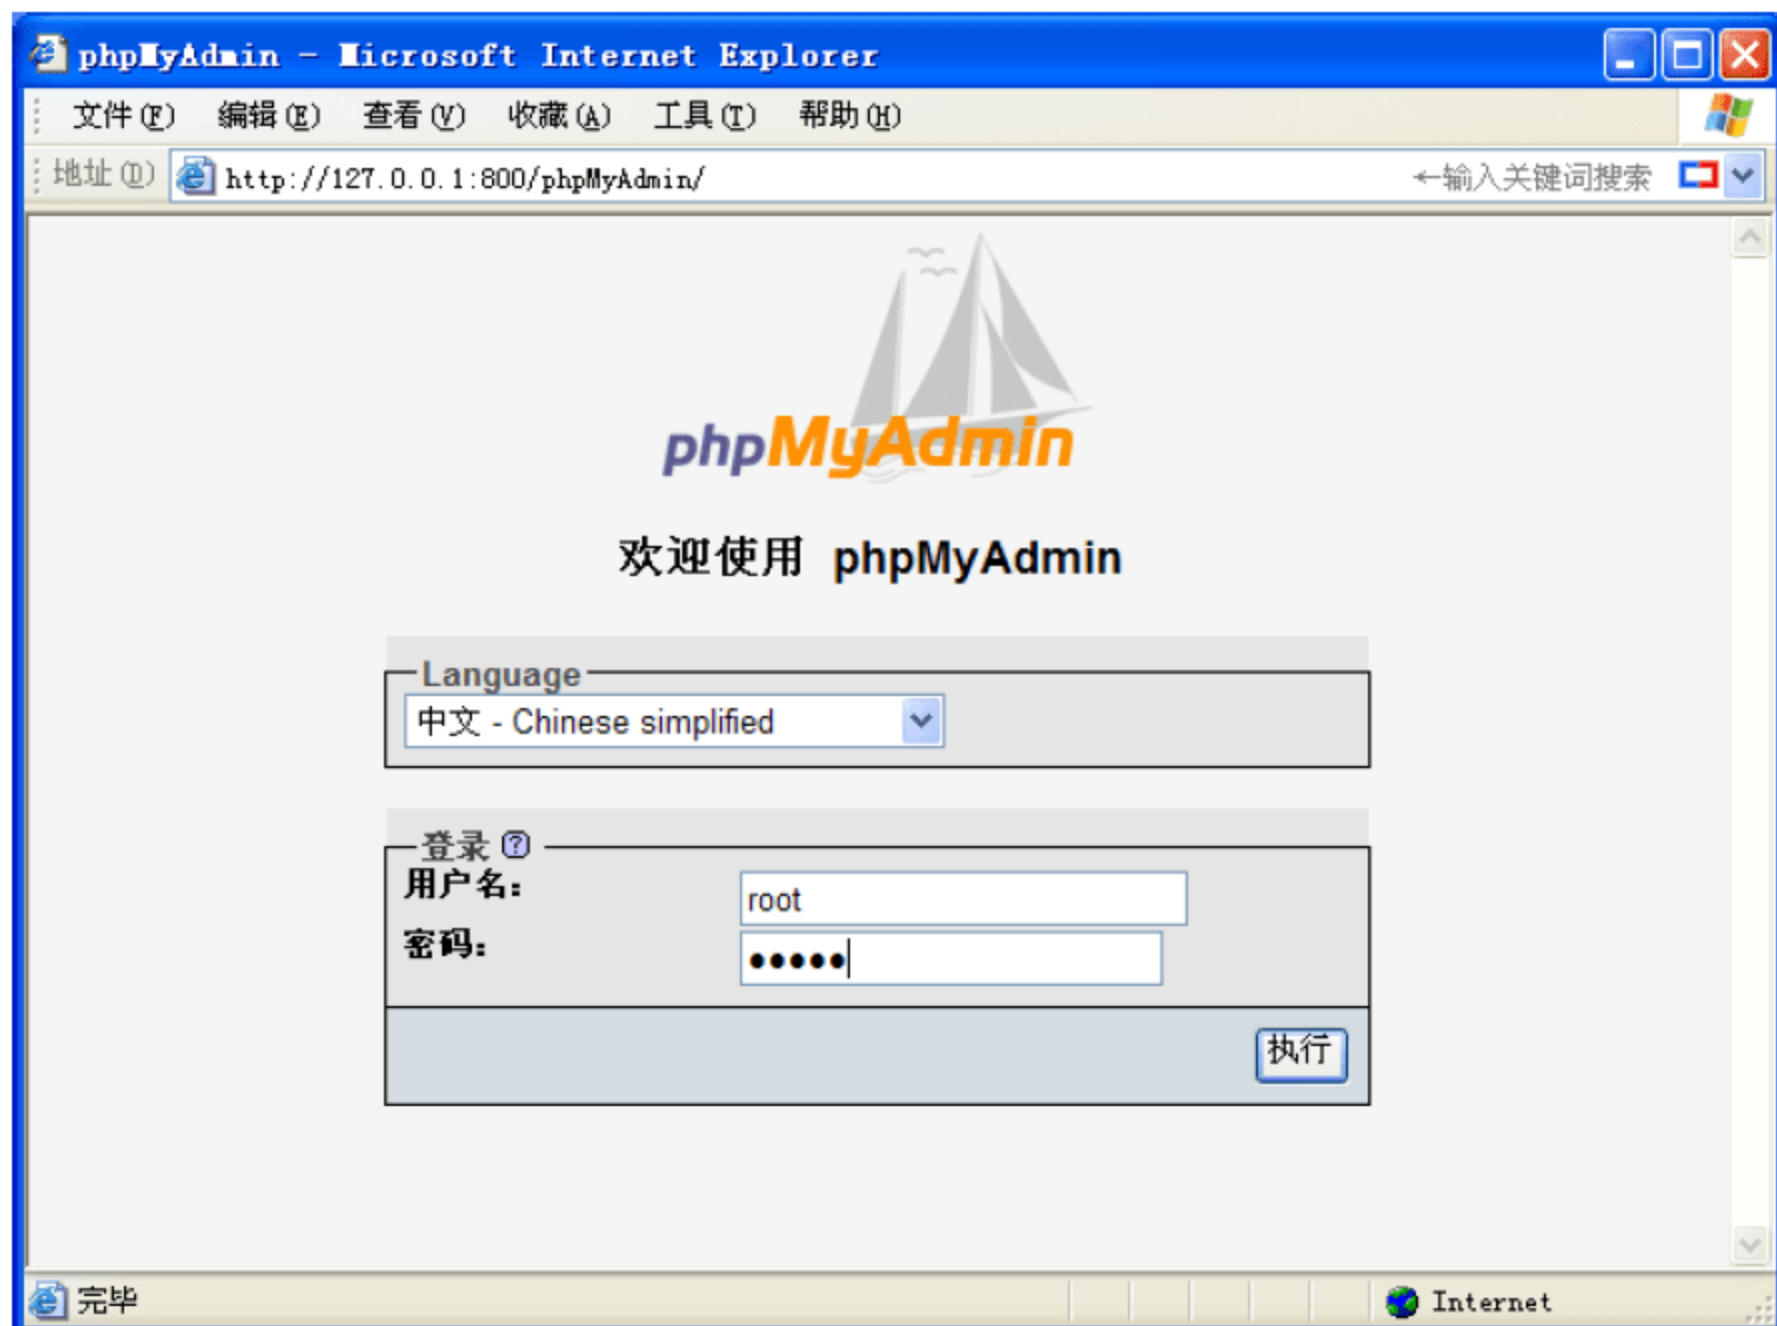 phpMyAdmin - Microsoft Internet Explorer
文件(F) 编辑(E) 查看(V) 收藏(A) 工具(T) 帮助(H)
地址(D) http://127.0.0.1:800/phpMyAdmin/ ←输入关键词搜索
phpMyAdmin
欢迎使用 phpMyAdmin
Language
中文 - Chinese simplified
登录
用户名: root
密码: •••••
执行
完毕 Internet